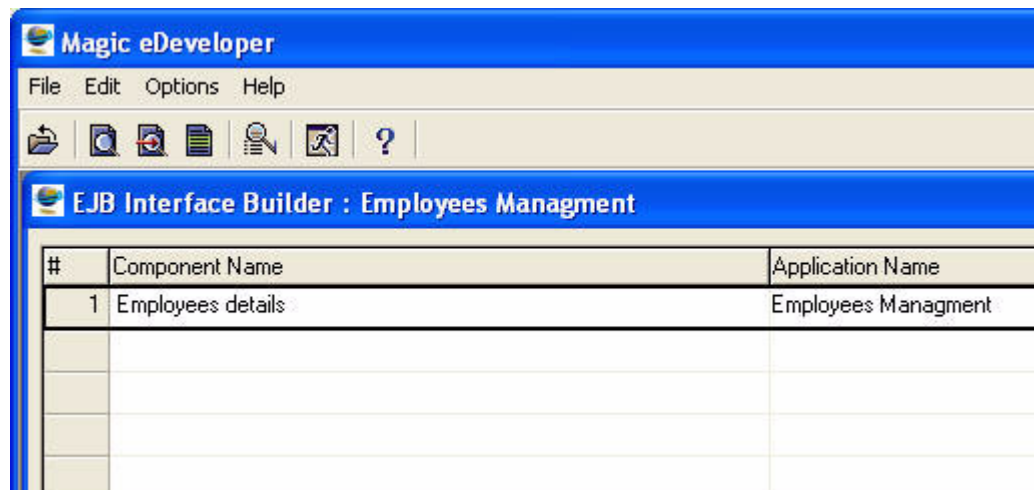 Magic eDeveloper
File Edit Options Help
?
EJB Interface Builder : Employees Managment
# Component Name Application Name
1 Employees details Employees Managment